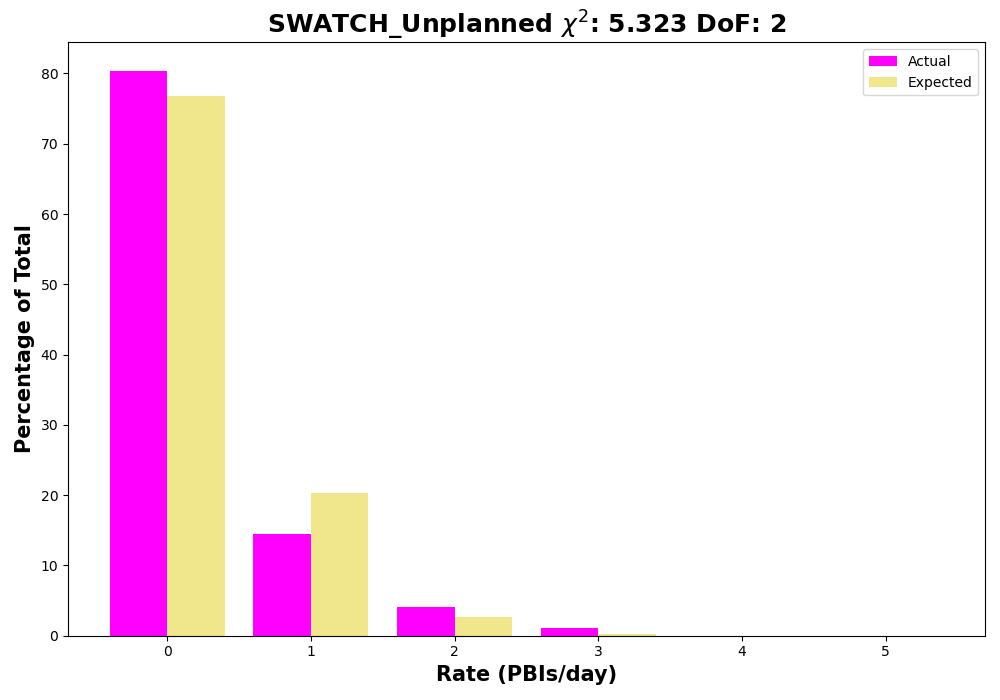 SWATCH_Unplanned χ²: 5.323 DoF: 2
Actual
Expected
Percentage of Total
80
70
60
50
40
30
20
10
0
0 1 2 3 4 5
Rate (PBIs/day)